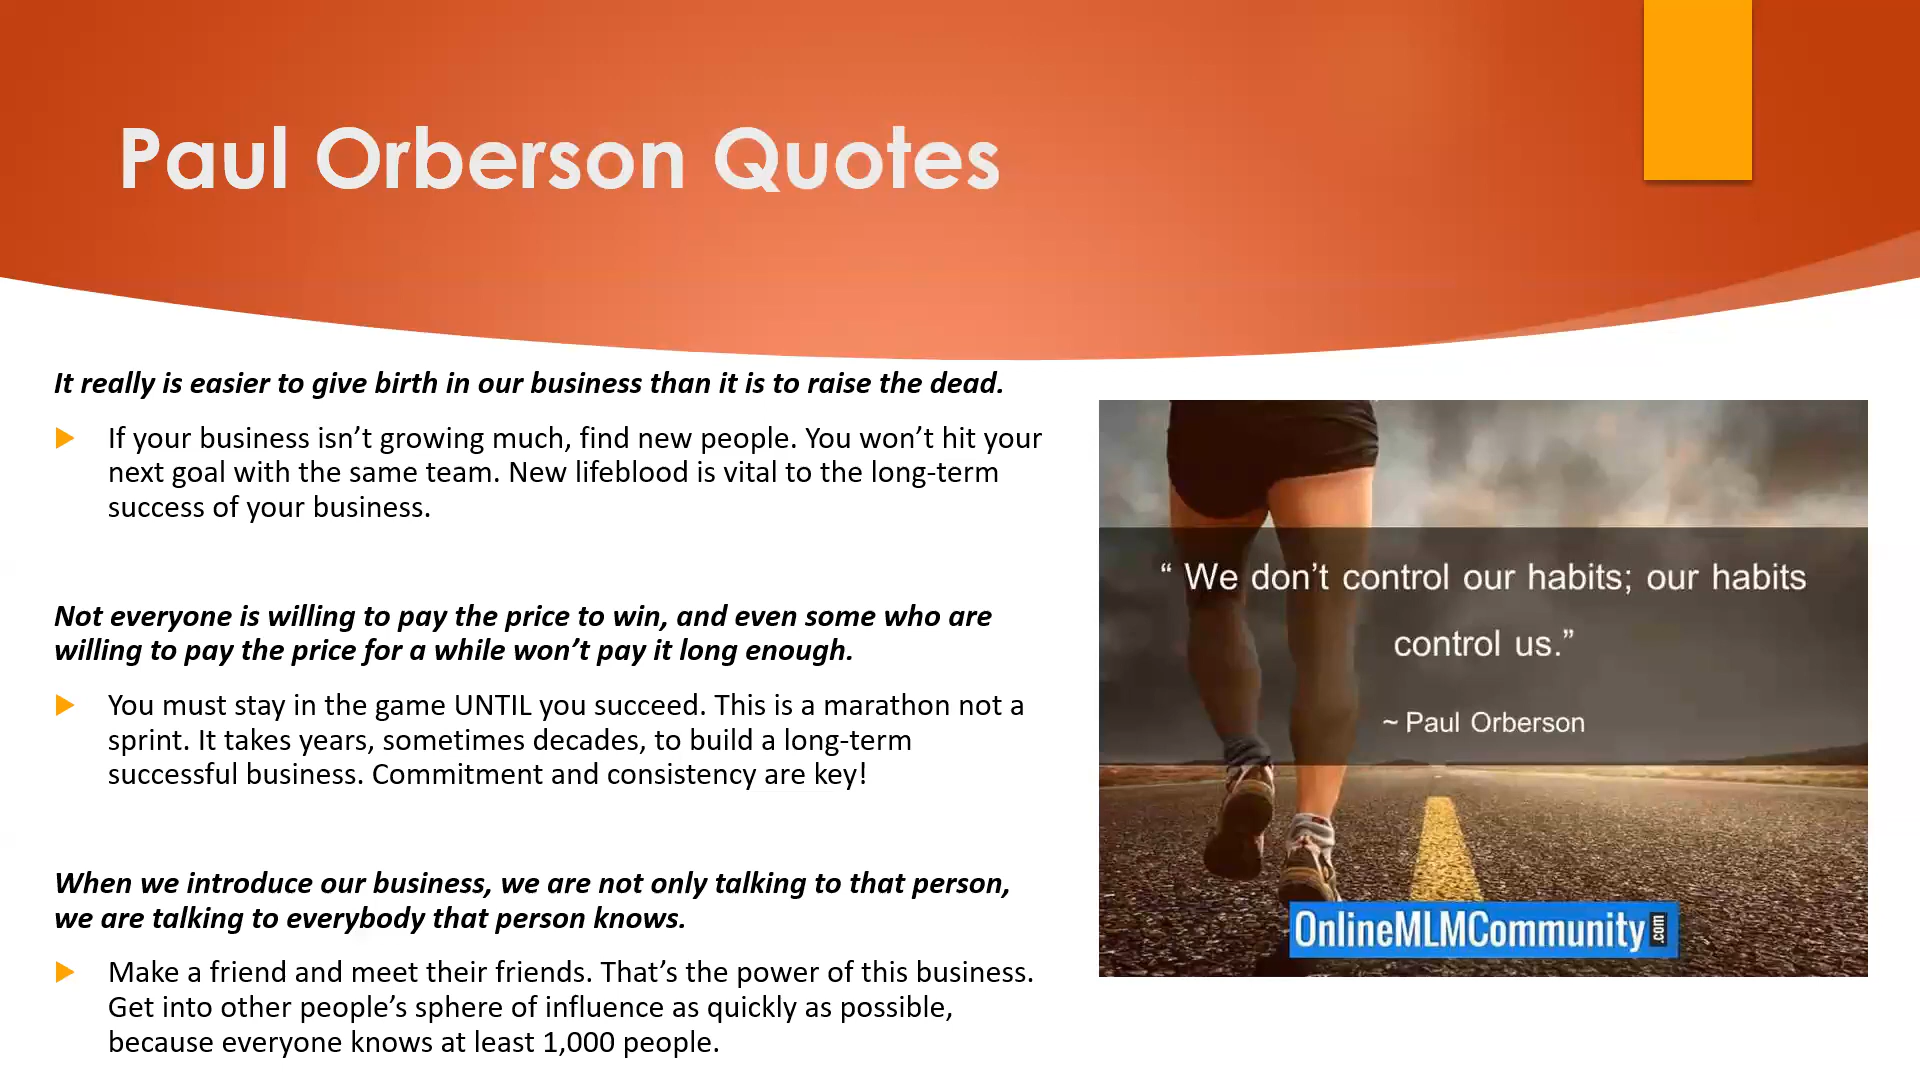 Paul Orberson Quotes
It really is easier to give birth in our business than it is to raise the dead.
If your business isn’t growing much, find new people. You won’t hit your
next goal with the same team. New lifeblood is vital to the long-term
success of your business.
Not everyone is willing to pay the price to win, and even some who are
willing to pay the price for a while won’t pay it long enough.
You must stay in the game UNTIL you succeed. This is a marathon not a
sprint. It takes years, sometimes decades, to build a long-term
successful business. Commitment and consistency are key!
When we introduce our business, we are not only talking to that person,
we are talking to everybody that person knows.
Make a friend and meet their friends. That’s the power of this business.
Get into other people’s sphere of influence as quickly as possible,
because everyone knows at least 1,000 people.
“ We don’t control our habits; our habits
control us.”
~ Paul Orberson
OnlineMLMCommunity.com